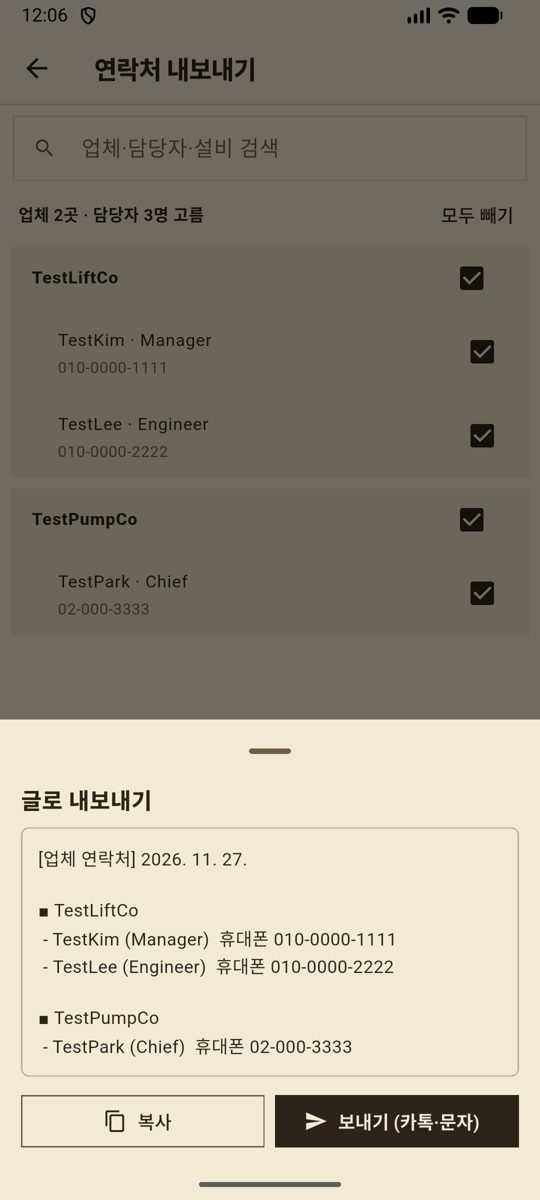 12:06
연락처 내보내기
업체·담당자·설비 검색
업체 2곳 · 담당자 3명 고름 모두 빼기
TestLiftCo
TestKim · Manager
010-0000-1111
TestLee · Engineer
010-0000-2222
TestPumpCo
TestPark · Chief
02-000-3333
글로 내보내기
[업체 연락처] 2026. 11. 27.
■ TestLiftCo
- TestKim (Manager)  휴대폰 010-0000-1111
- TestLee (Engineer)  휴대폰 010-0000-2222
■ TestPumpCo
- TestPark (Chief)  휴대폰 02-000-3333
복사 보내기 (카톡·문자)